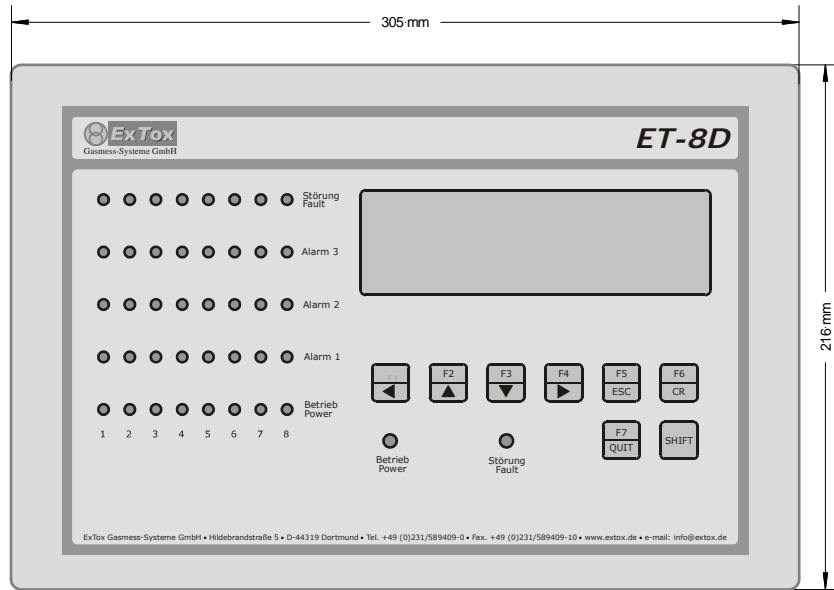 305 mm
ExTox
Gasmess-Systeme GmbH
ET-8D
Störung
Fault
Alarm 3
Alarm 2
Alarm 1
Betrieb
Power
1 2 3 4 5 6 7 8
F1
F2
F3
F4
F5
ESC
F6
CR
F7
QUIT
SHIFT
Betrieb
Power
Störung
Fault
ExTox Gasmess-Systeme GmbH • Hildebrandstraße 5 • D-44319 Dortmund • Tel. +49 (0)231/589409-0 • Fax. +49 (0)231/589409-10 • www.extox.de • e-mail: info@extox.de
216 mm